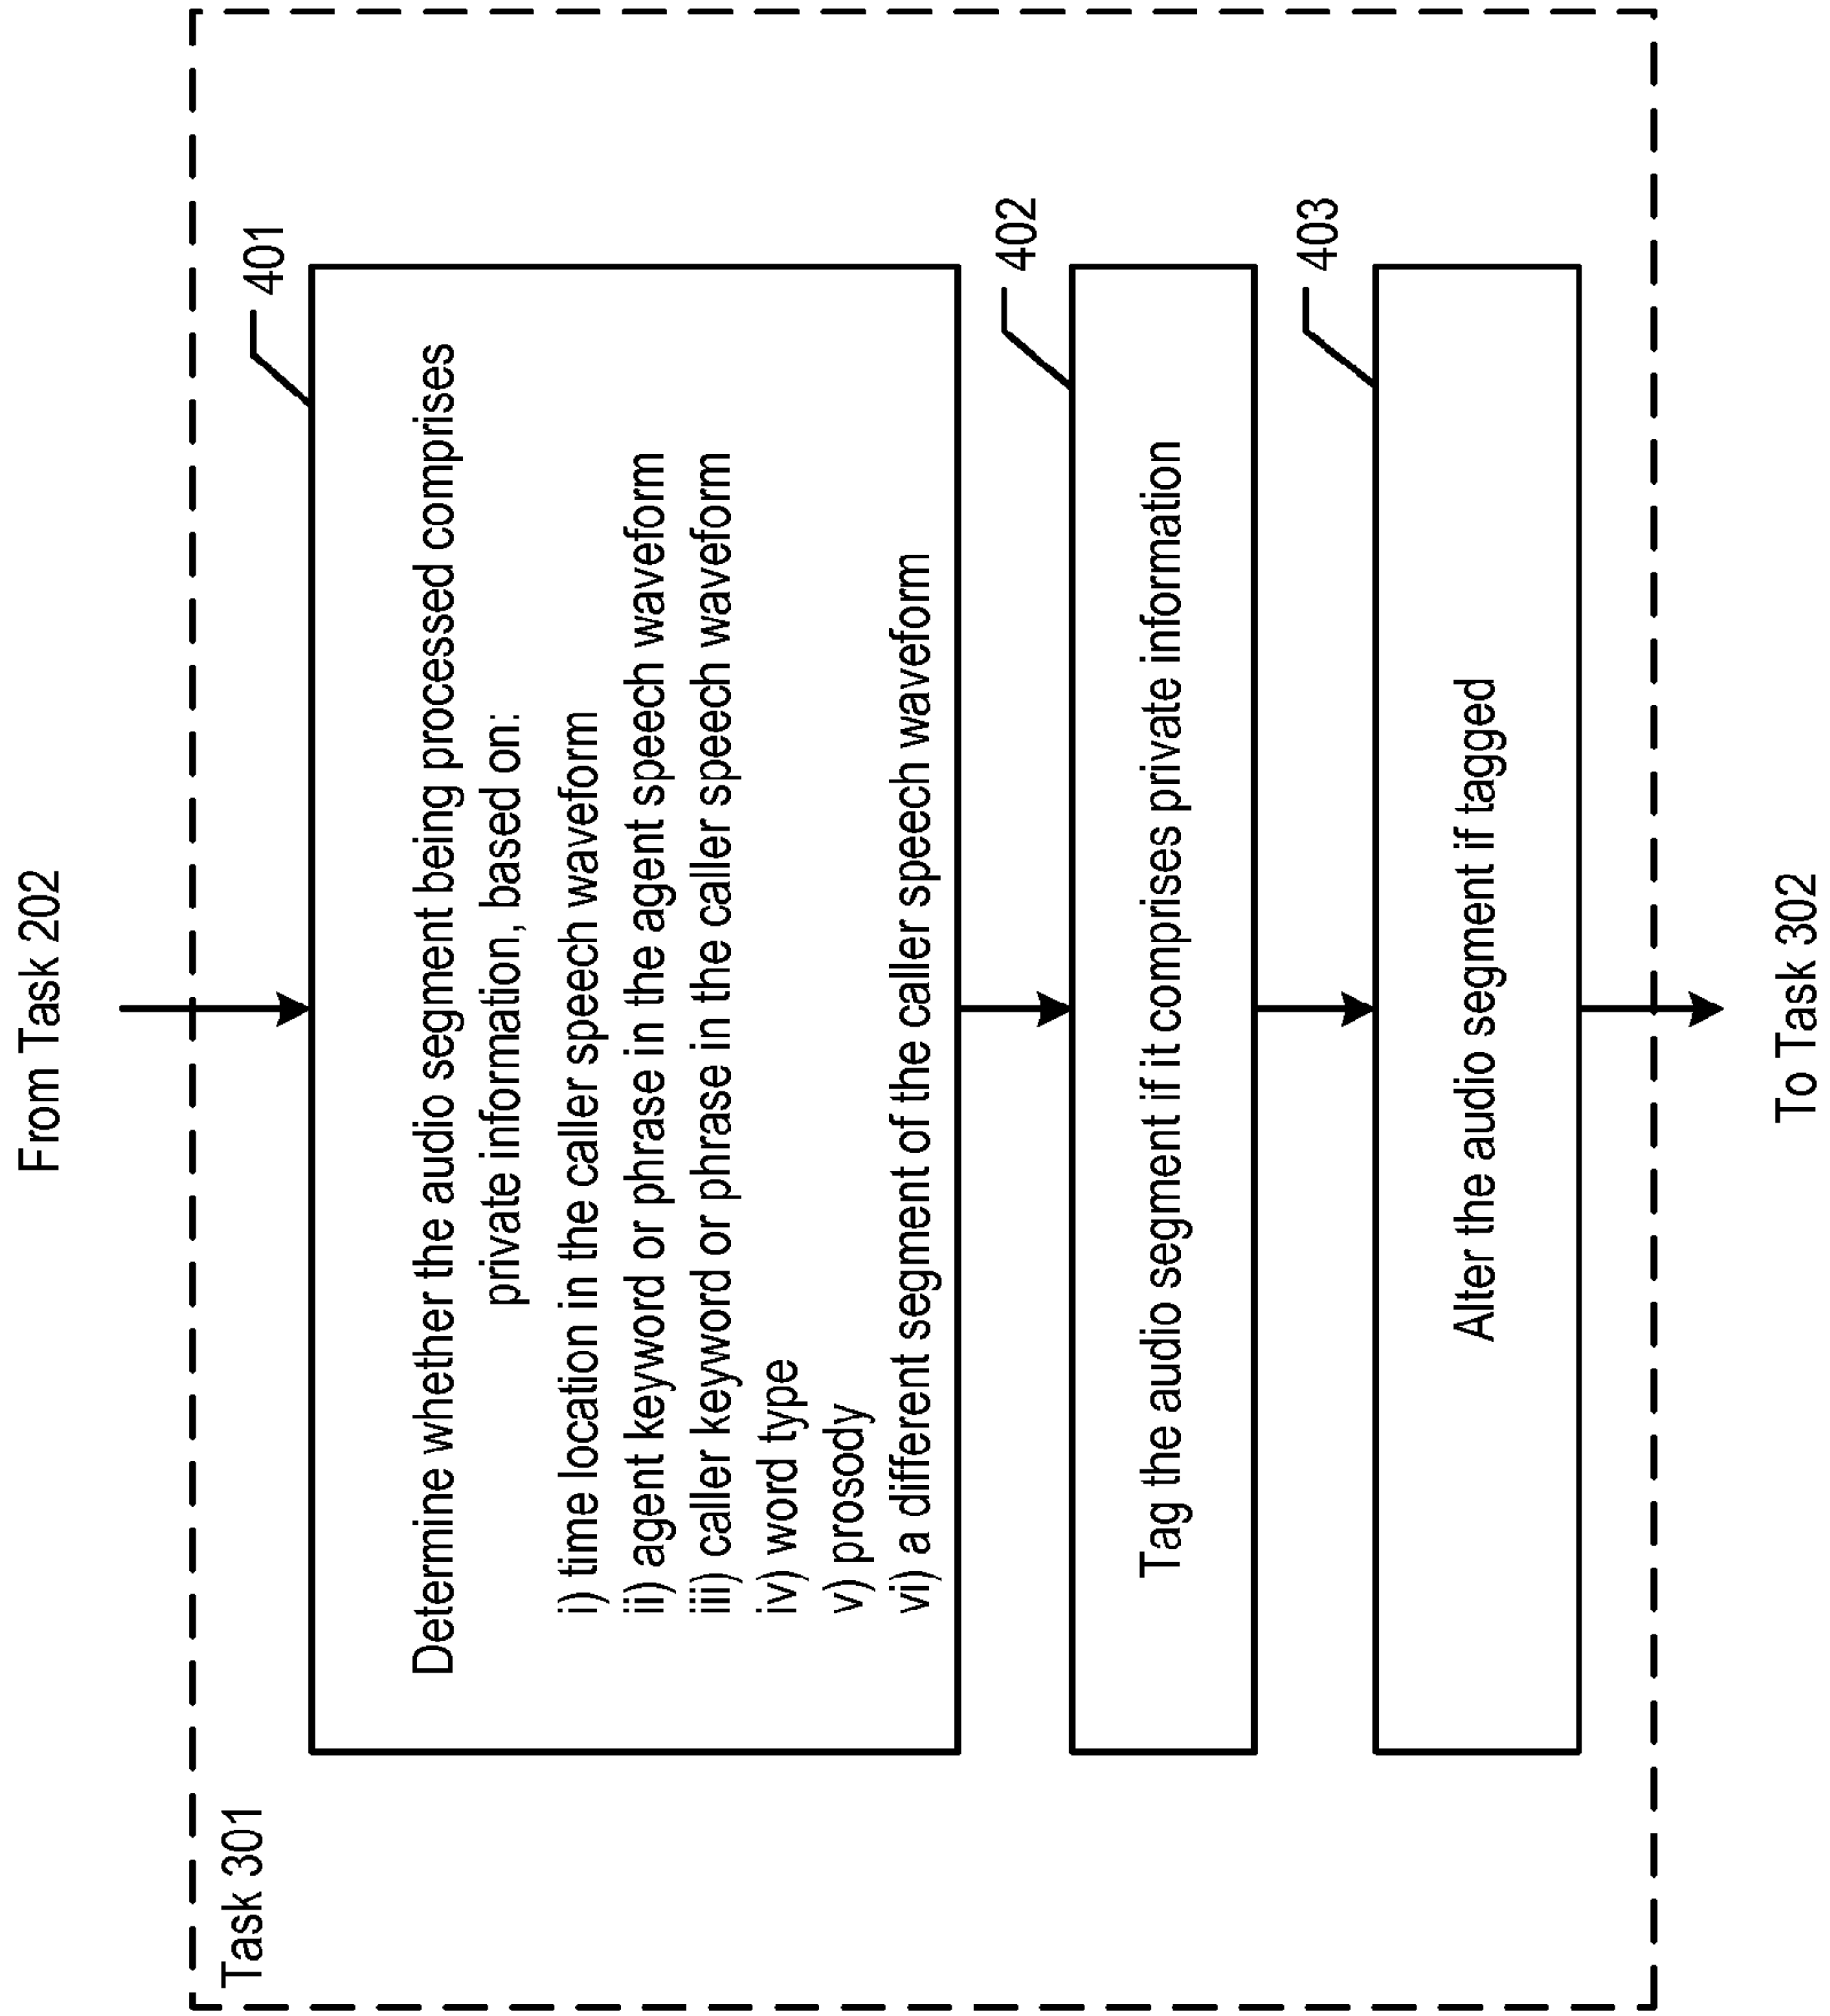 From Task 202
Task 301
401
Determine whether the audio segment being processed comprises
private information, based on:
i) time location in the caller speech waveform
ii) agent keyword or phrase in the agent speech waveform
iii) caller keyword or phrase in the caller speech waveform
iv) word type
v) prosody
vi) a different segment of the caller speech waveform
402
Tag the audio segment if it comprises private information
403
Alter the audio segment if tagged
To Task 302